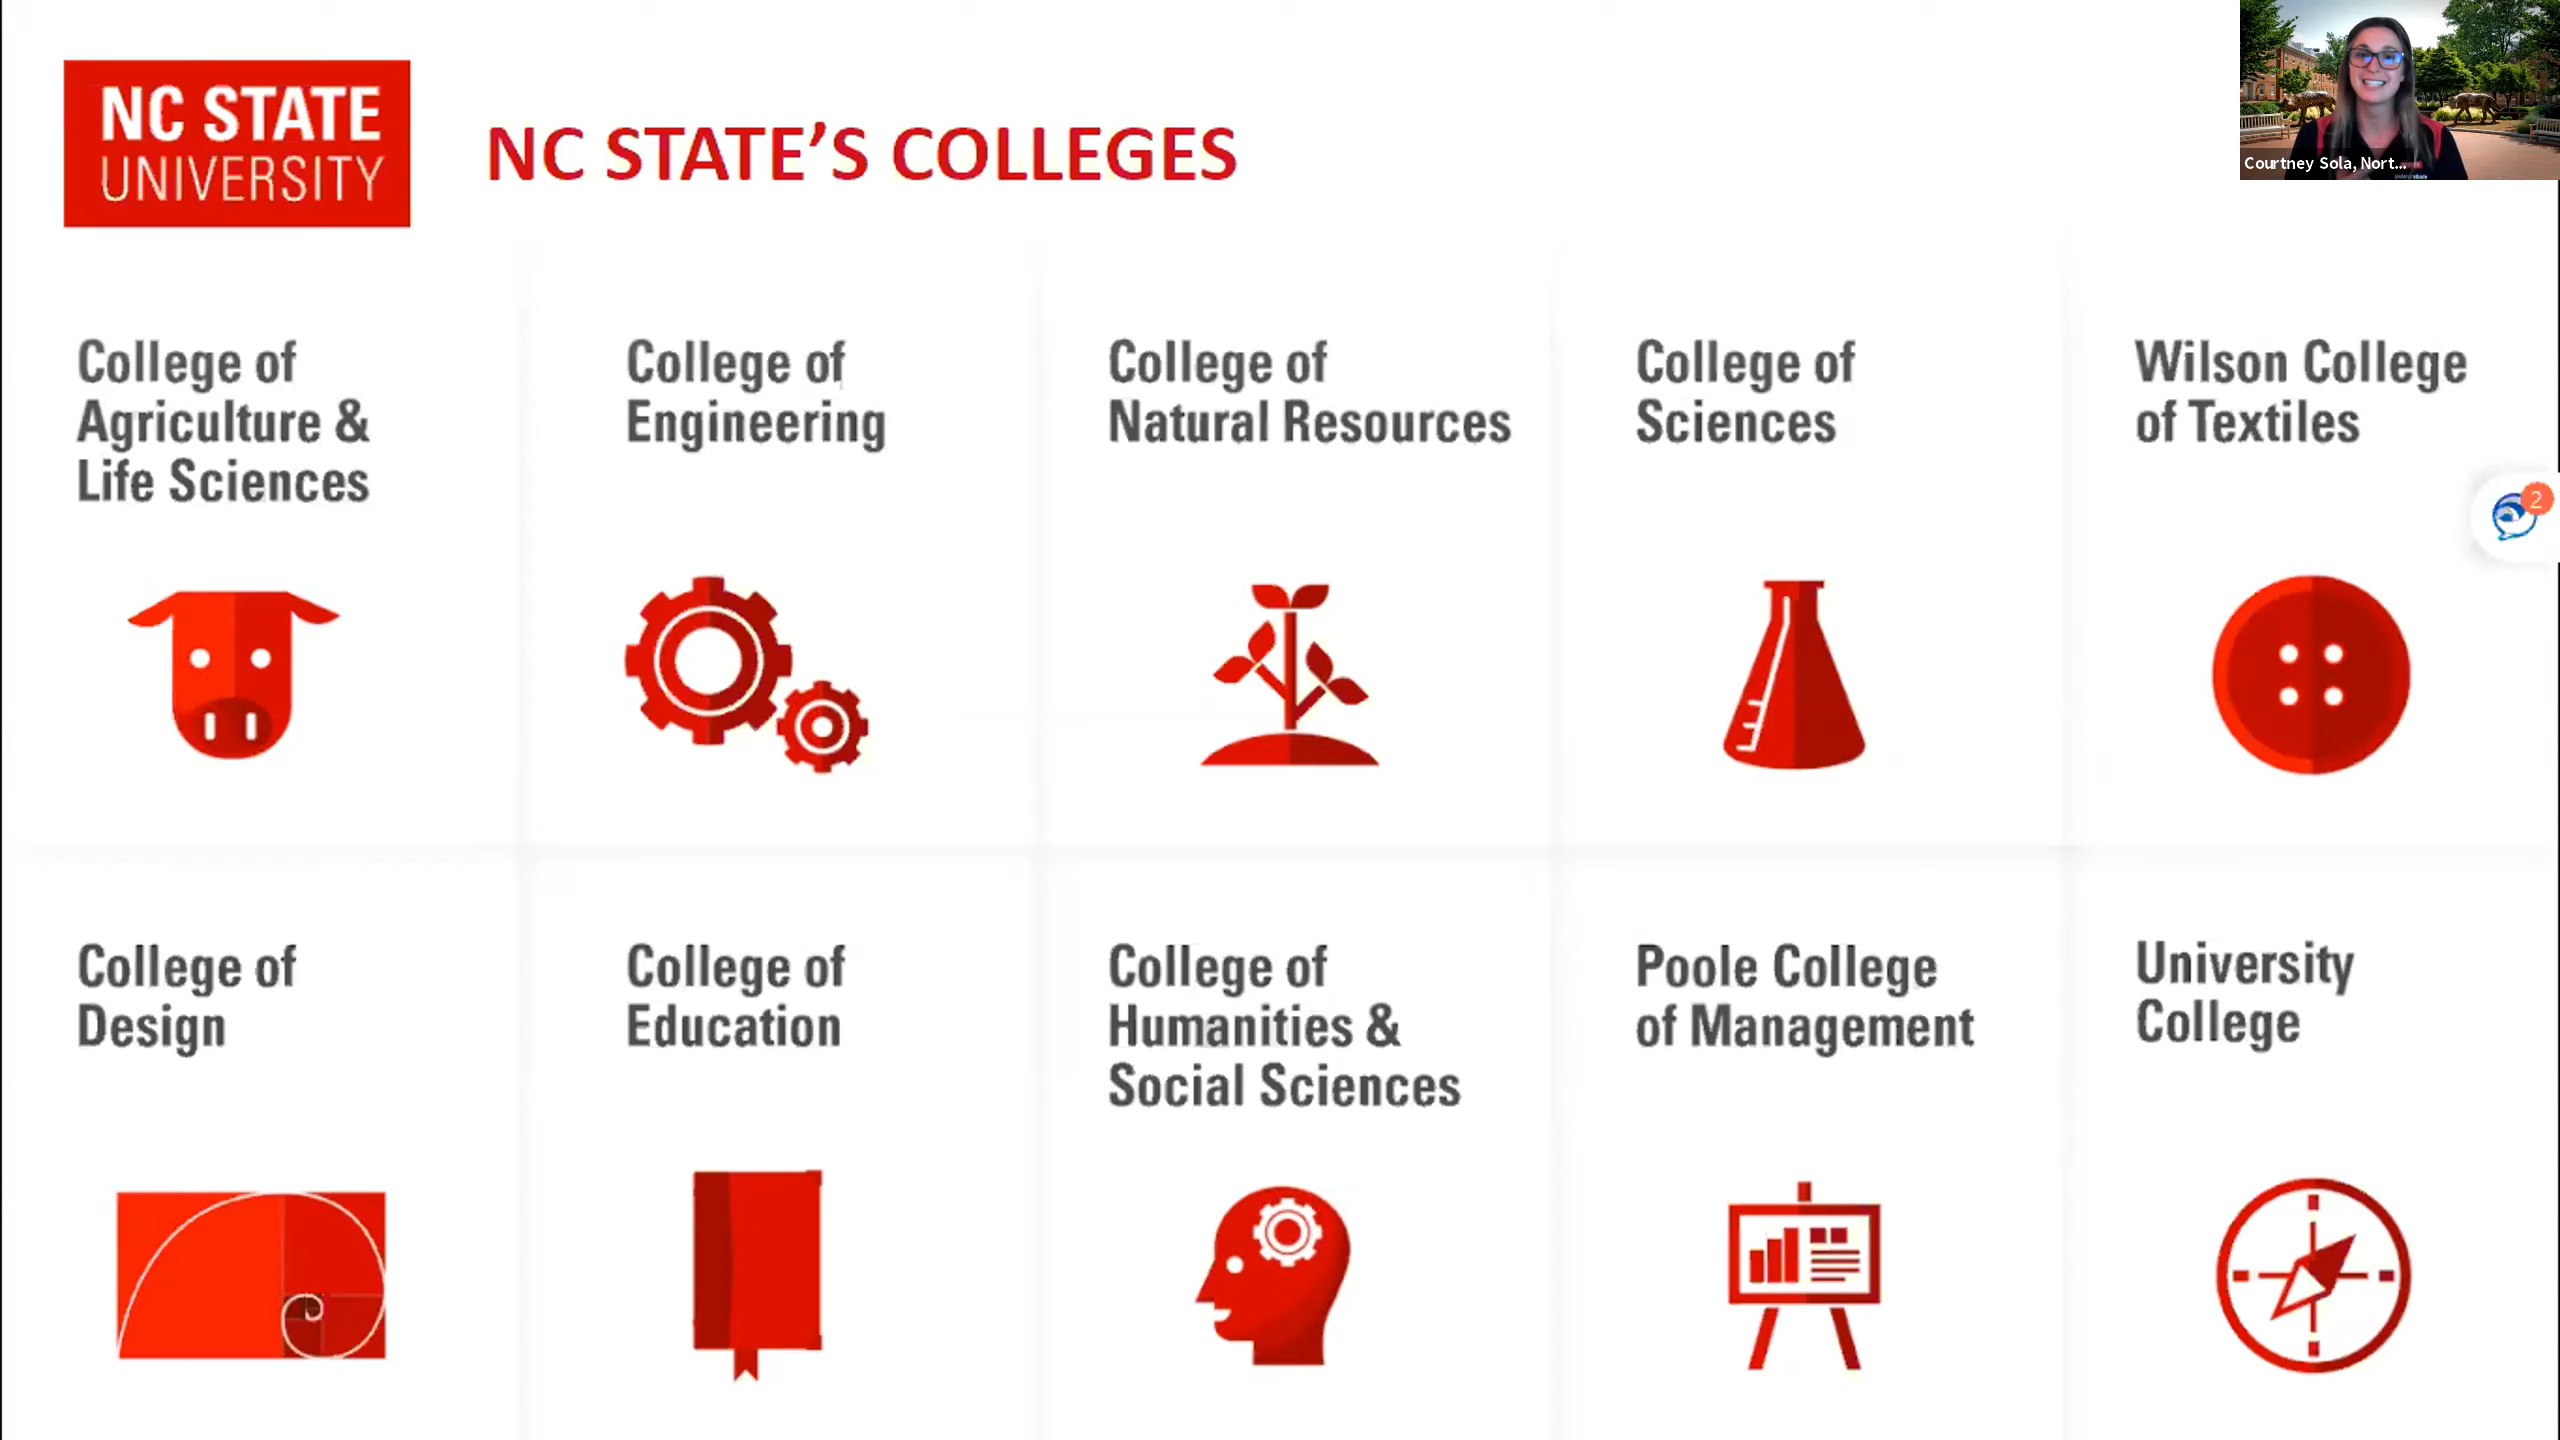 NC STATE
UNIVERSITY
NC STATE’S COLLEGES
Courtney Sola, Nort...
College of
Agriculture &
Life Sciences
College of
Engineering
College of
Natural Resources
College of
Sciences
Wilson College
of Textiles
2
College of
Design
College of
Education
College of
Humanities &
Social Sciences
Poole College
of Management
University
College